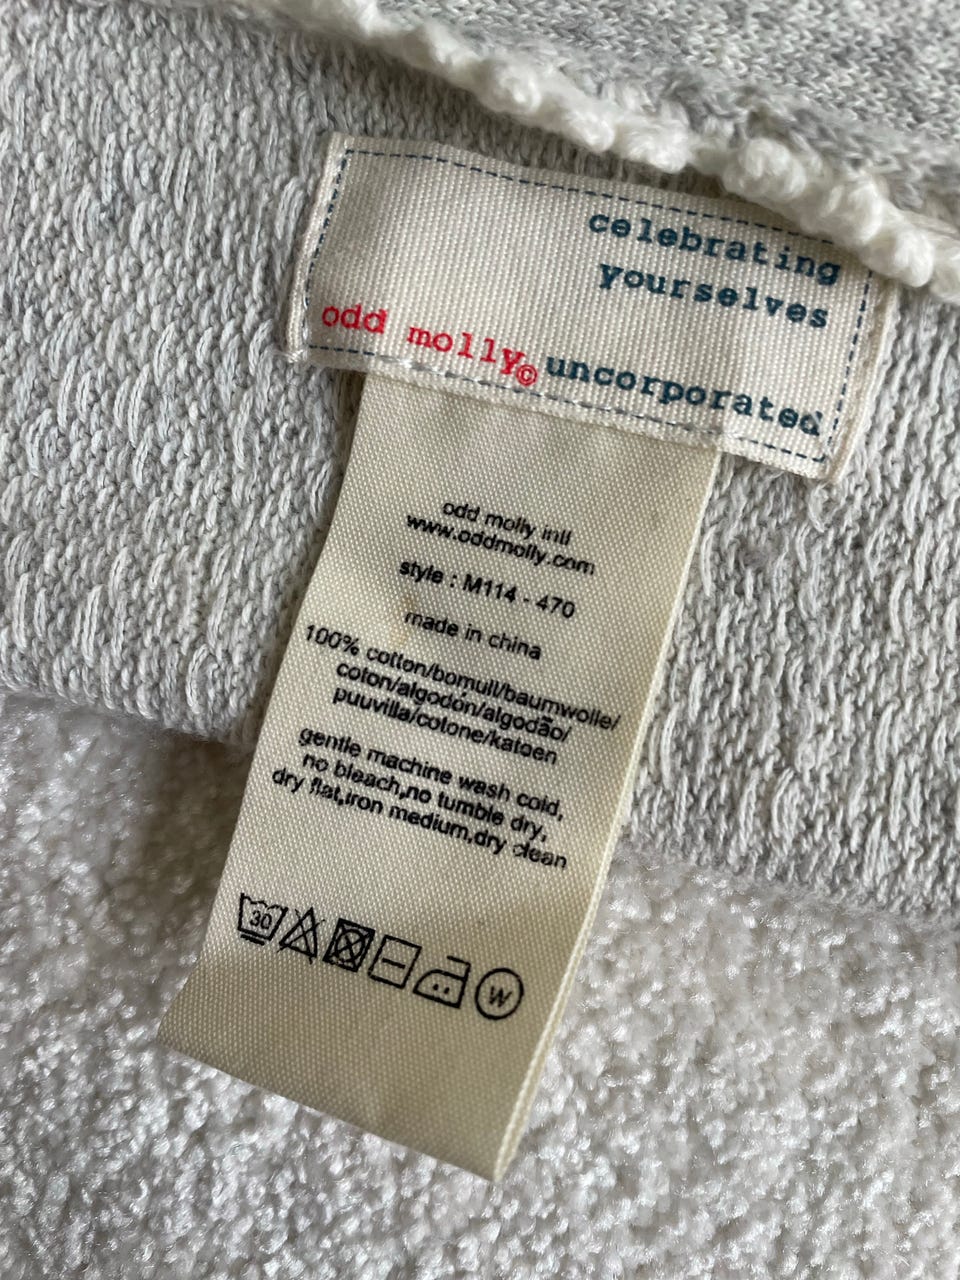 celebrating
yourselves
odd molly© uncorporated
odd molly intl
www.oddmolly.com
style : M114 - 470
made in china
100% cotton/bomull/baumwolle/
coton/algodón/algodão/
puuvilla/cotone/katoen
gentle machine wash cold,
no bleach,no tumble dry,
dry flat,iron medium,dry clean
30
W